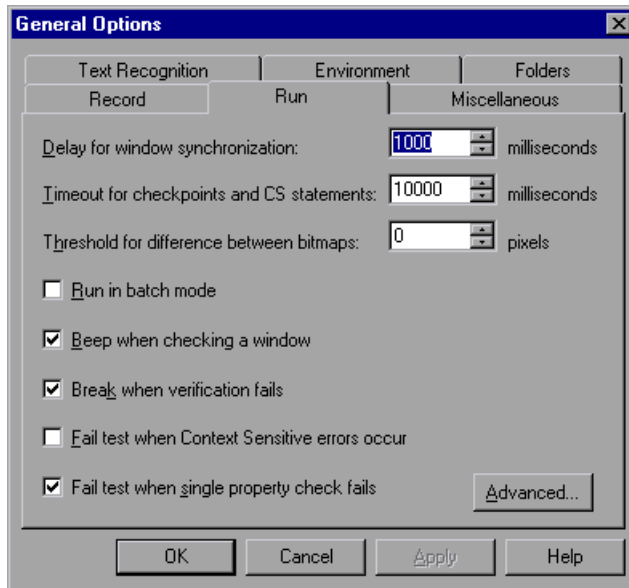 General Options
Text Recognition Environment Folders
Record Run Miscellaneous
Delay for window synchronization: 1000 milliseconds
Timeout for checkpoints and CS statements: 10000 milliseconds
Threshold for difference between bitmaps: 0 pixels
Run in batch mode
Beep when checking a window
Break when verification fails
Fail test when Context Sensitive errors occur
Fail test when single property check fails
Advanced...
OK Cancel Apply Help